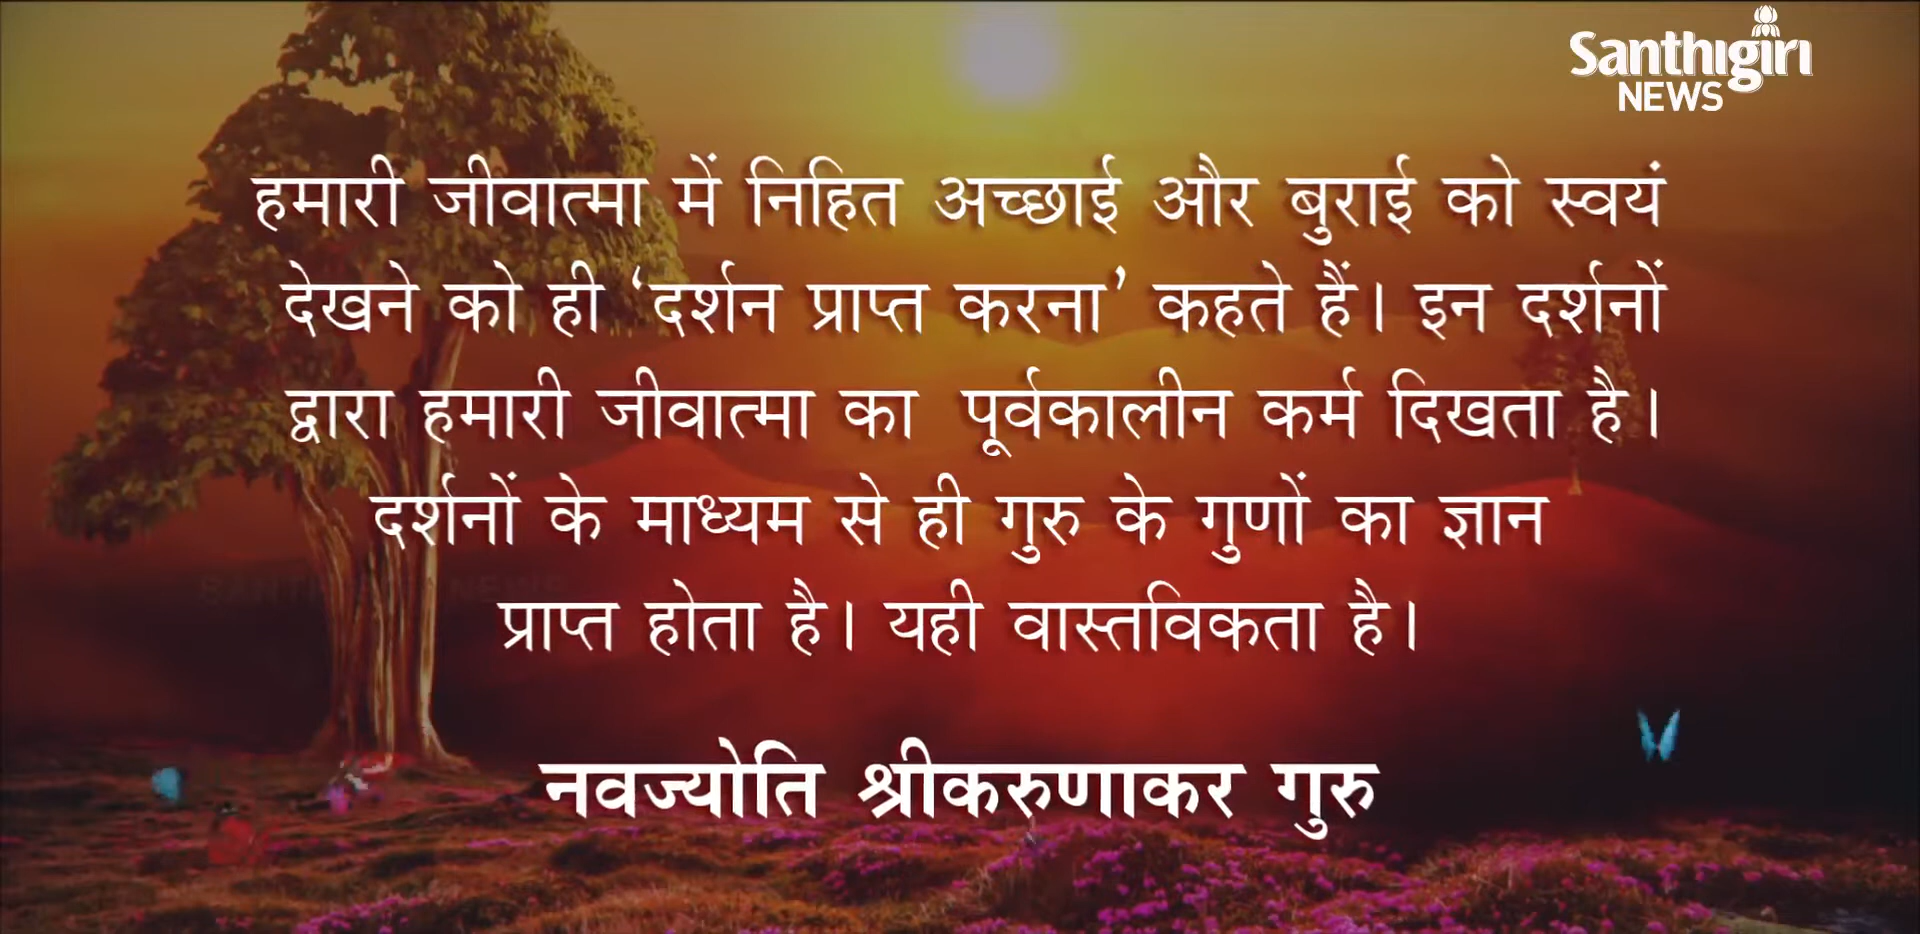 Santhigiri
NEWS
हमारी जीवात्मा में निहित अच्छाई और बुराई को स्वयं
देखने को ही ‘दर्शन प्राप्त करना’ कहते हैं। इन दर्शनों
द्वारा हमारी जीवात्मा का पूर्वकालीन कर्म दिखता है।
दर्शनों के माध्यम से ही गुरु के गुणों का ज्ञान
प्राप्त होता है। यही वास्तविकता है।
नवज्योति श्रीकरुणाकर गुरु